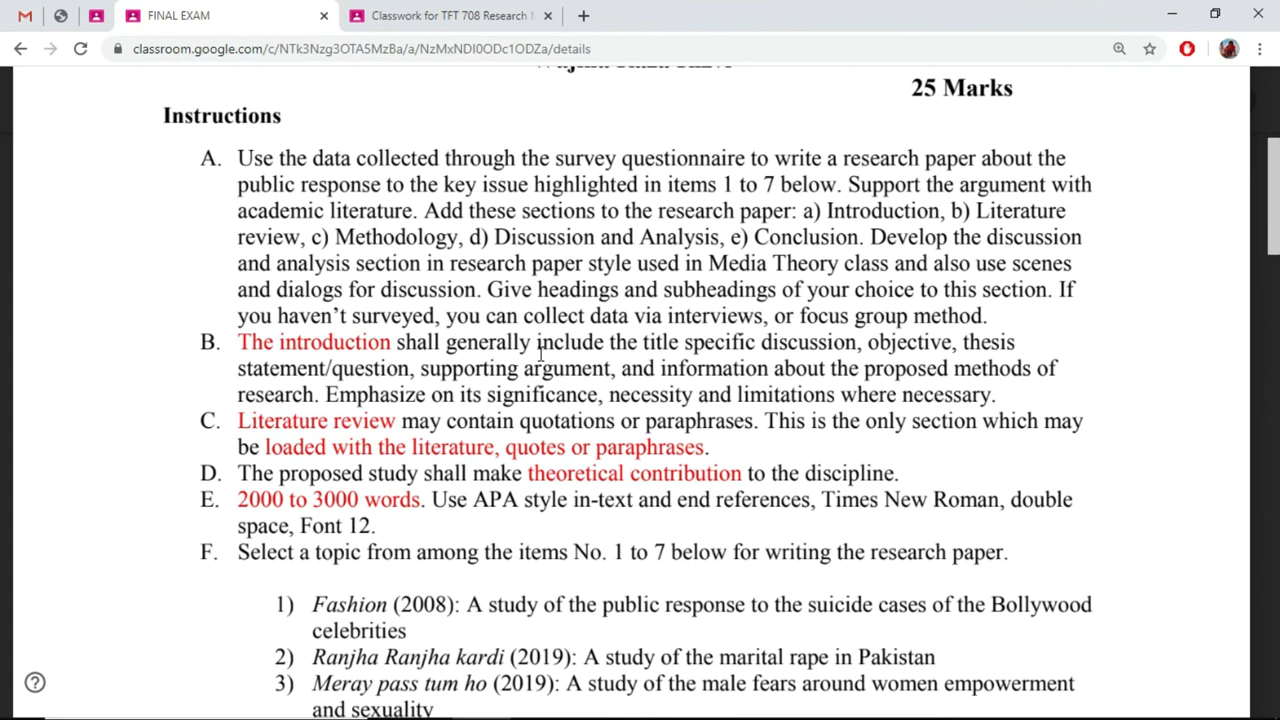 FINAL EXAM
Classwork for TFT 708 Research
classroom.google.com/c/NTk3Nzg3OTA5MzBa/a/NzMxNDI0ODc1ODZa/details
25 Marks
Instructions
A. Use the data collected through the survey questionnaire to write a research paper about the
public response to the key issue highlighted in items 1 to 7 below. Support the argument with
academic literature. Add these sections to the research paper: a) Introduction, b) Literature
review, c) Methodology, d) Discussion and Analysis, e) Conclusion. Develop the discussion
and analysis section in research paper style used in Media Theory class and also use scenes
and dialogs for discussion. Give headings and subheadings of your choice to this section. If
you haven’t surveyed, you can collect data via interviews, or focus group method.
B. The introduction shall generally include the title specific discussion, objective, thesis
statement/question, supporting argument, and information about the proposed methods of
research. Emphasize on its significance, necessity and limitations where necessary.
C. Literature review may contain quotations or paraphrases. This is the only section which may
be loaded with the literature, quotes or paraphrases.
D. The proposed study shall make theoretical contribution to the discipline.
E. 2000 to 3000 words. Use APA style in-text and end references, Times New Roman, double
space, Font 12.
F. Select a topic from among the items No. 1 to 7 below for writing the research paper.
1) Fashion (2008): A study of the public response to the suicide cases of the Bollywood
celebrities
2) Ranjha Ranjha kardi (2019): A study of the marital rape in Pakistan
3) Meray pass tum ho (2019): A study of the male fears around women empowerment
and sexuality